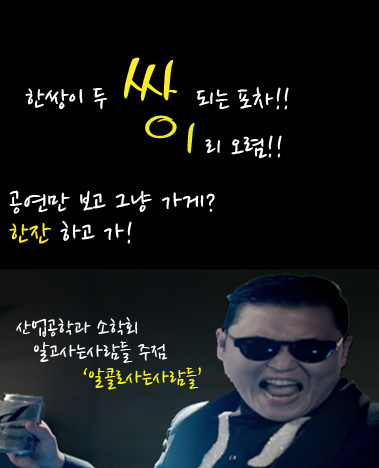 한쌍이 두 싸 되는 포차!!
이리 오렴!!
공연만 보고 그냥 가게?
한잔 하고 가!
산업공학과 소학회
알고사는사람들 주점
'알콜로사는사람들'